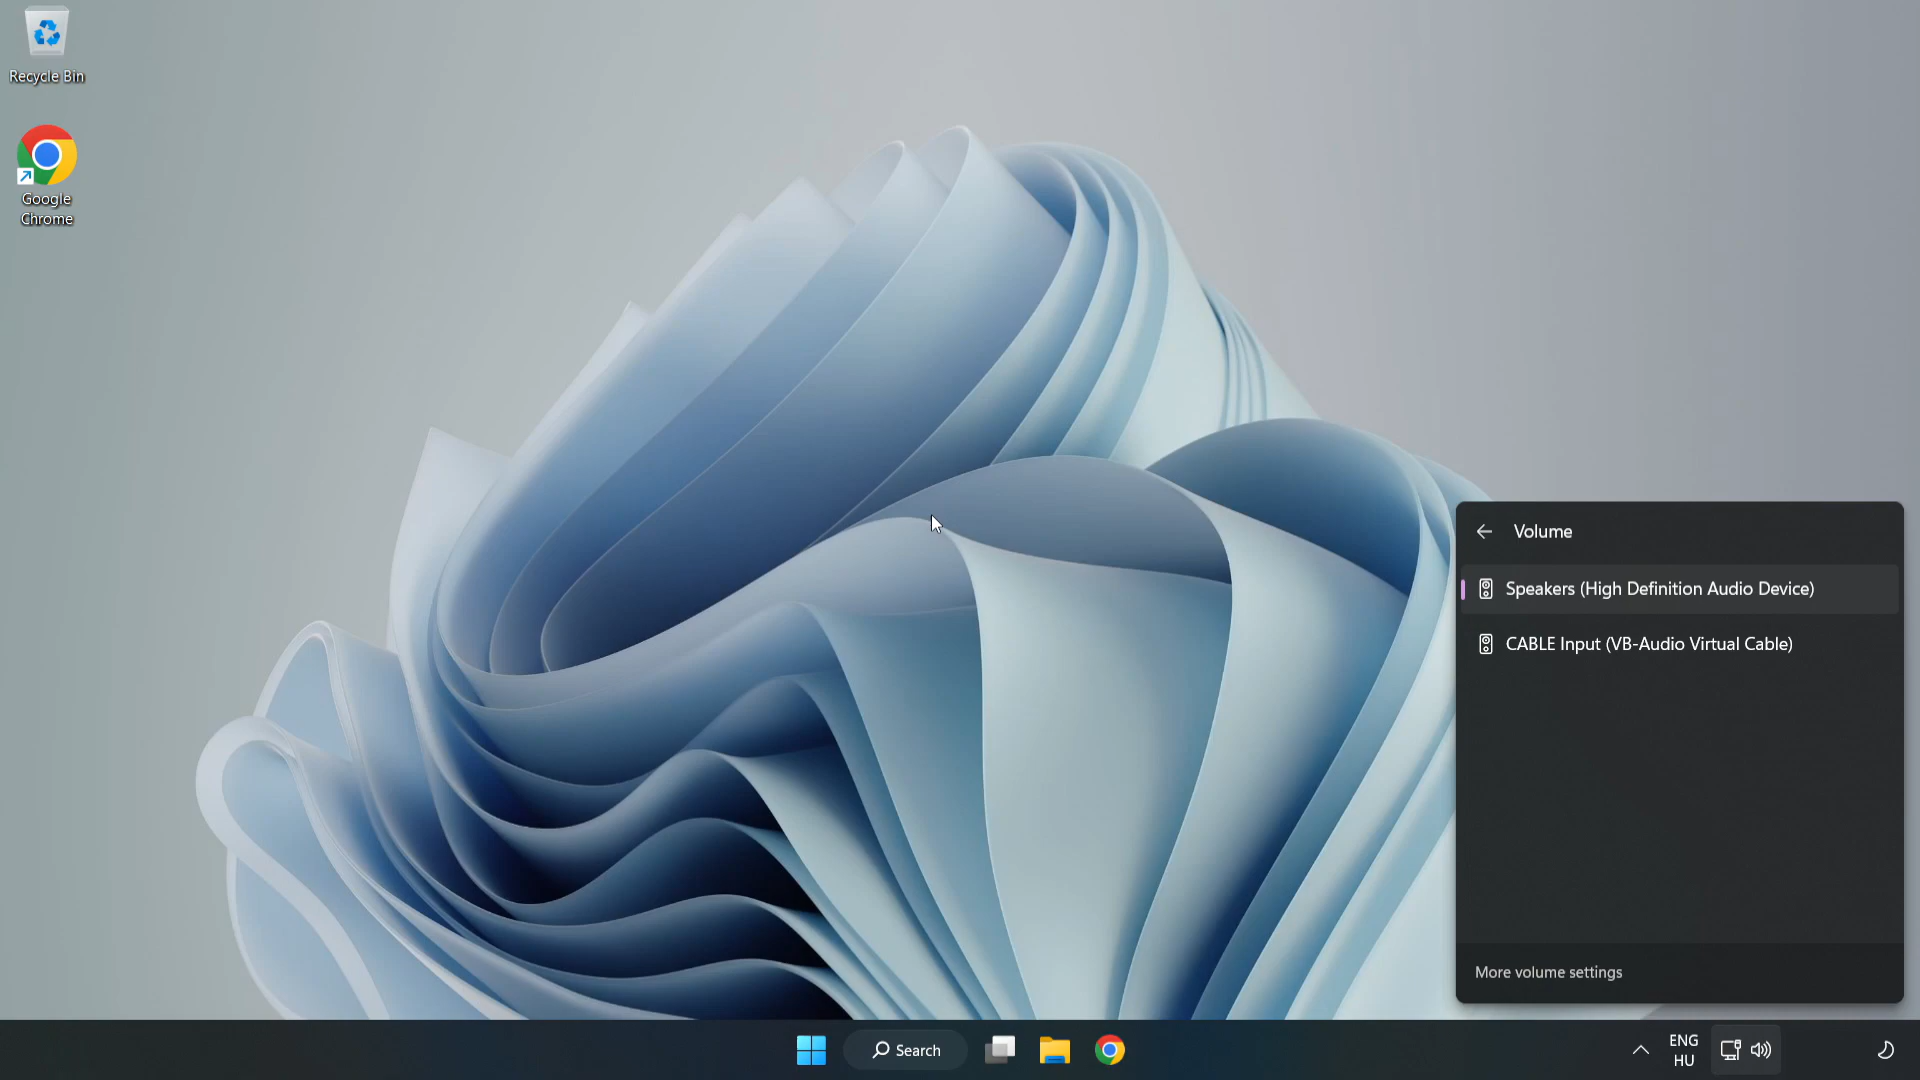 Recycle Bin
Google
Chrome
Volume
Speakers (High Definition Audio Device)
CABLE Input (VB-Audio Virtual Cable)
More volume settings
Search
ENG
HU